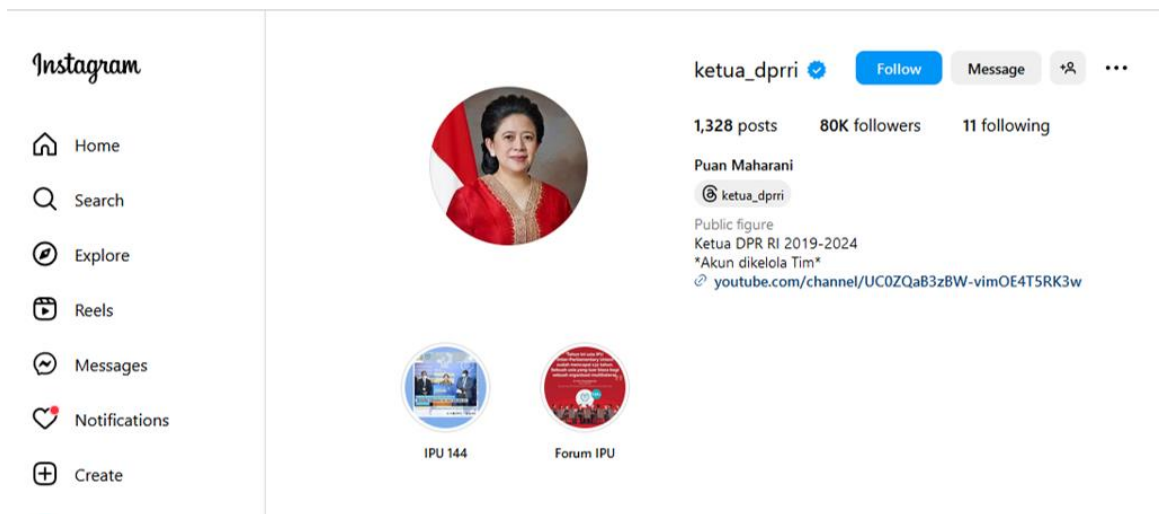 Instagram
Home
Search
Explore
Reels
Messages
Notifications
Create
ketua_dprri
Follow
Message
1,328 posts 80K followers 11 following
Puan Maharani
ketua_dprri
Public figure
Ketua DPR RI 2019-2024
*Akun dikelola Tim*
youtube.com/channel/UC0ZQaB3zBW-vimOE4T5RK3w
IPU 144
Forum IPU